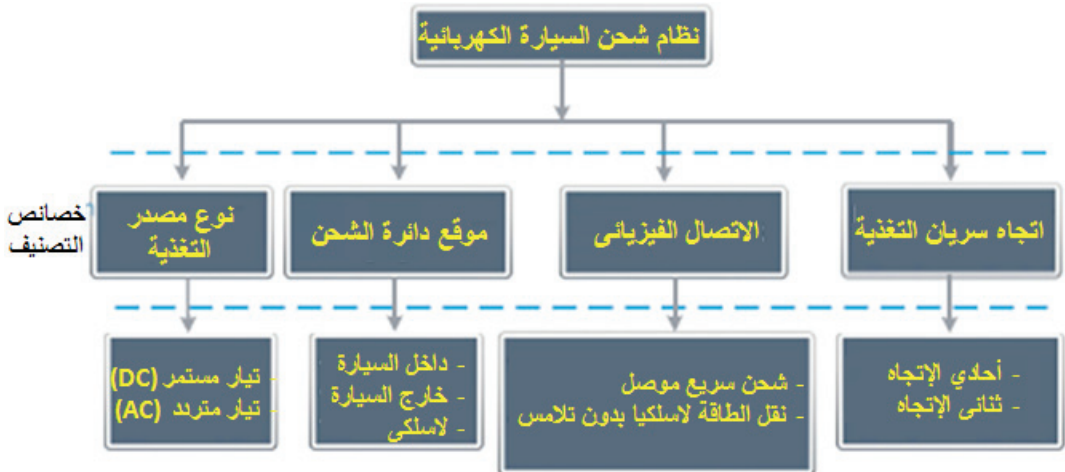 نظام شحن السيارة الكهربائية
خصائص
التصنيف
اتجاه سريان التغذية
الاتصال الفيزيائى
موقع دائرة الشحن
نوع مصدر
التغذية
- أحادي الإتجاه
- ثنائى الإتجاه
- شحن سريع موصل
- نقل الطاقة لاسلكيا بدون تلامس
- داخل السيارة
- خارج السيارة
- لاسلكى
- تيار مستمر (DC)
- تيار متردد (AC)